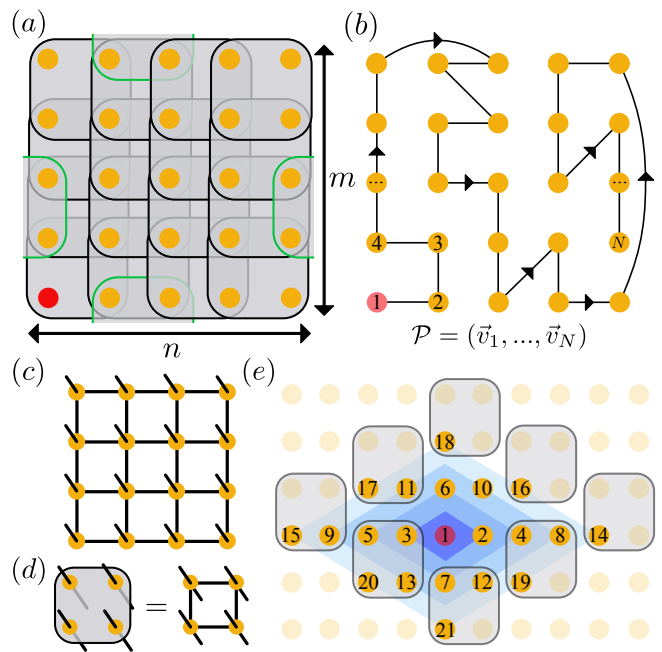 (a)
m
n
(b)
...
...
4 3 N
1 2
𝒫 = (v⃗₁, ..., v⃗_N)
(c)
(d)
=
(e)
18
17 11 6 10 16
15 9 5 3 1 2 4 8 14
20 13 7 12 19
21